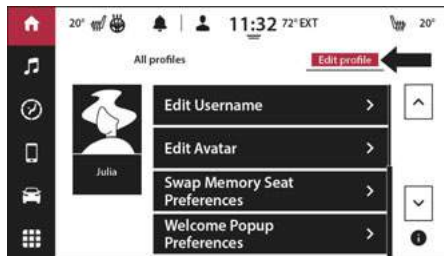 20° 11:32 72° EXT 20°
All profiles Edit profile
Julia
Edit Username
Edit Avatar
Swap Memory Seat
Preferences
Welcome Popup
Preferences